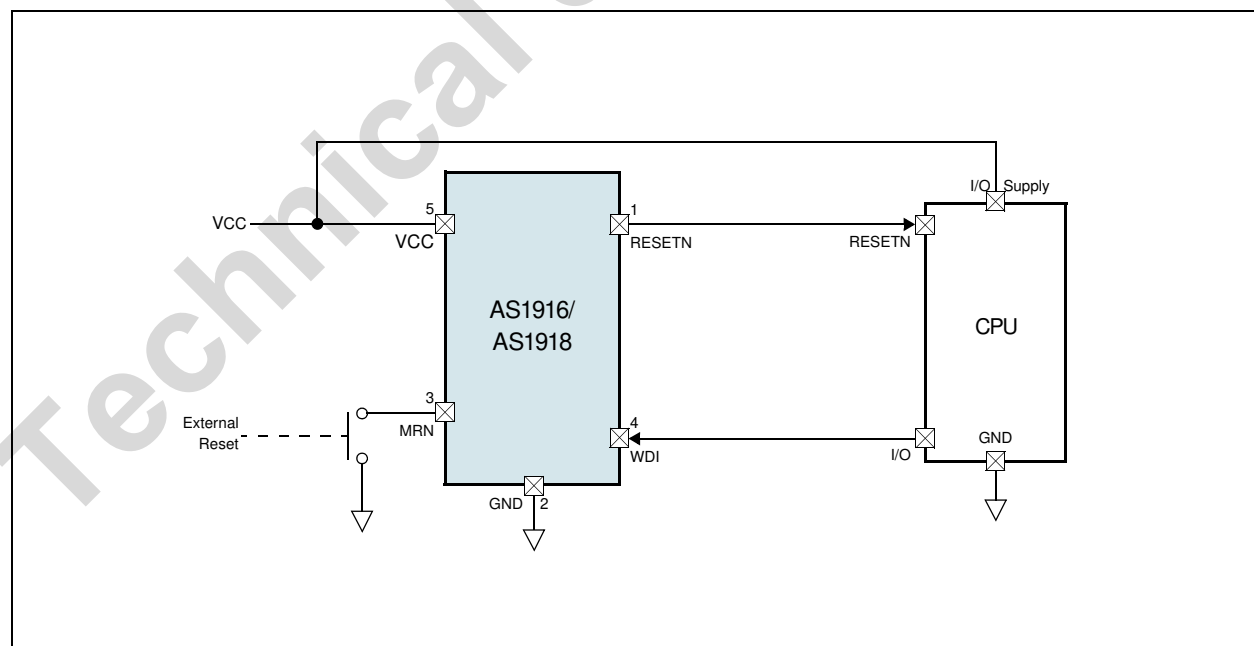 Technical
I/O Supply
5
1
VCC
VCC
RESETN
RESETN
AS1916/
AS1918
CPU
3
External
Reset
MRN
4
WDI
I/O
GND
GND
2